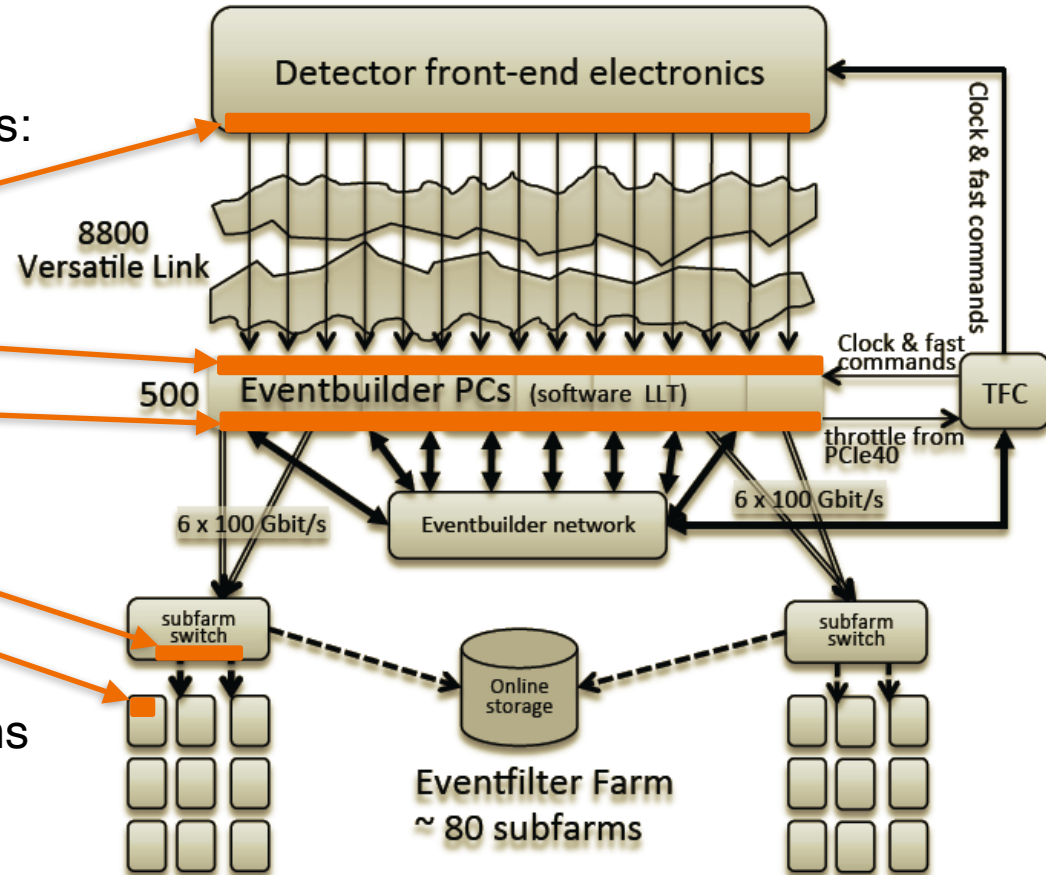 Detector front-end electronics
s:
8800
Versatile Link
Clock & fast commands
Clock & fast
commands
500
Eventbuilder PCs (software LLT)
TFC
throttle from
PCIe40
6 x 100 Gbit/s
6 x 100 Gbit/s
Eventbuilder network
subfarm
switch
subfarm
switch
Online
storage
ns
Eventfilter Farm
~ 80 subfarms